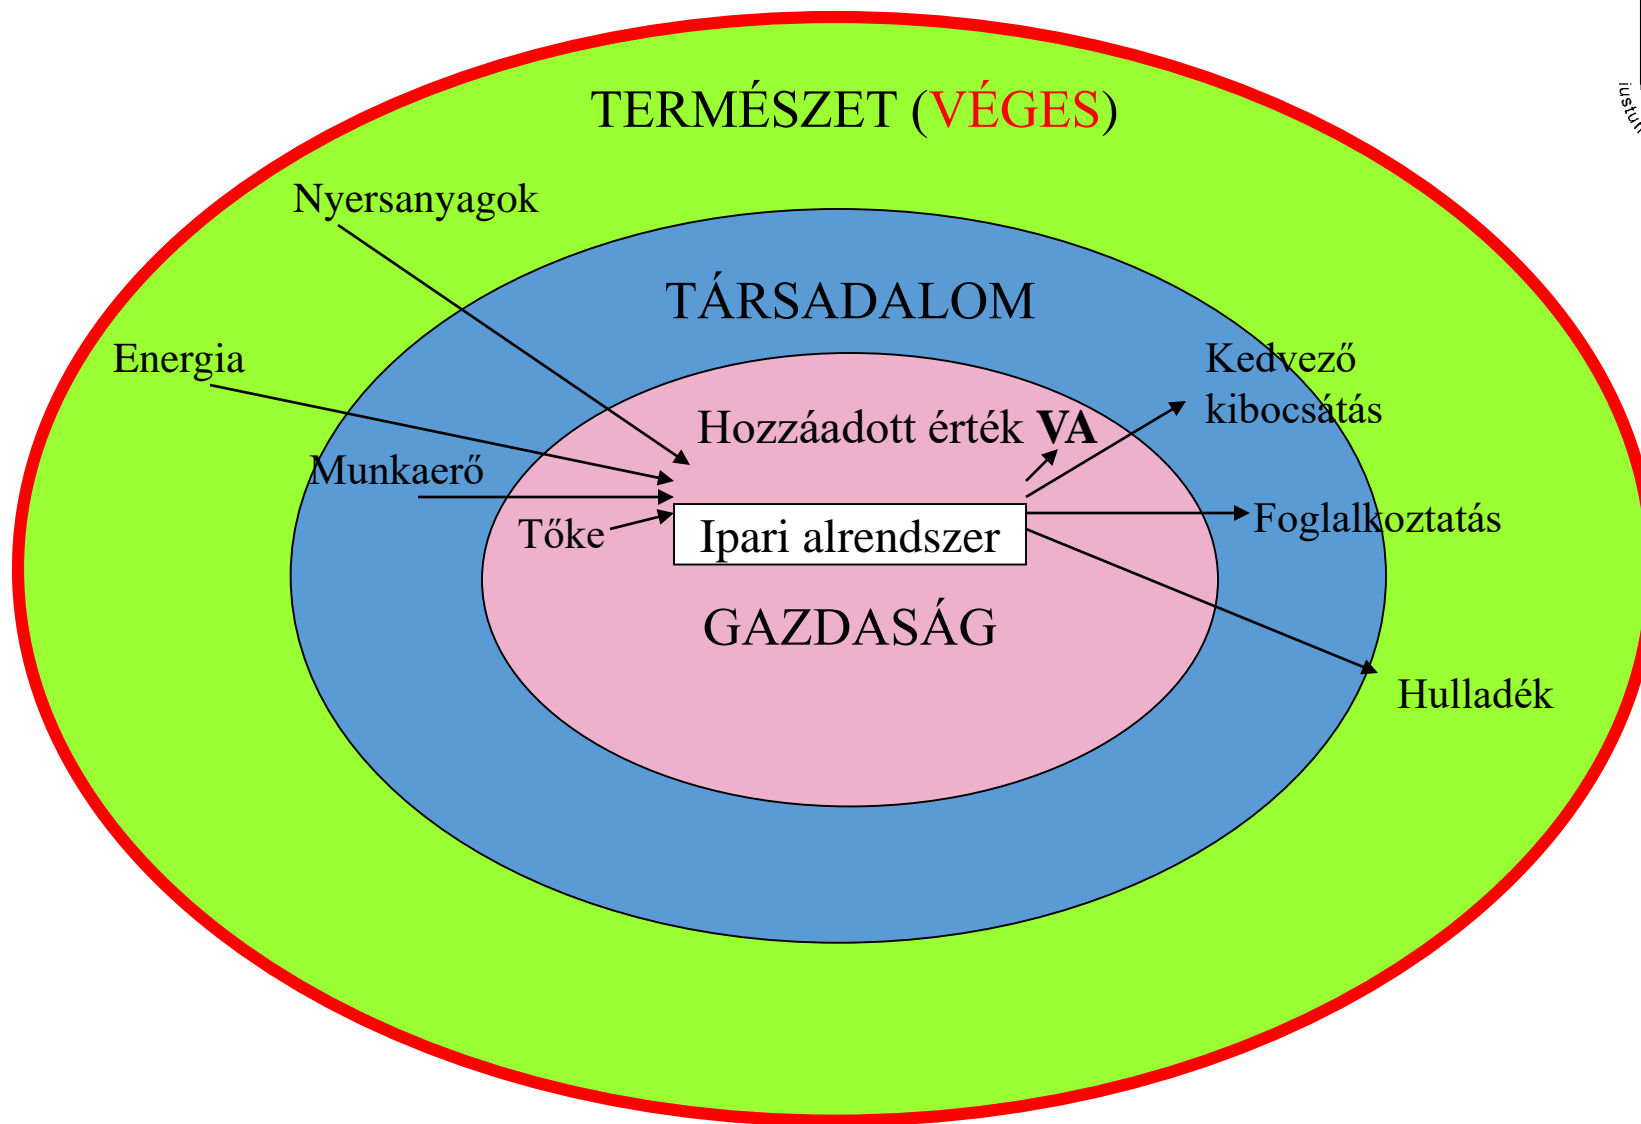 TERMÉSZET (VÉGES)
Nyersanyagok
TÁRSADALOM
Energia
Kedvező
kibocsátás
Hozzáadott érték VA
Munkaerő
Tőke
Ipari alrendszer
Foglalkoztatás
GAZDASÁG
Hulladék